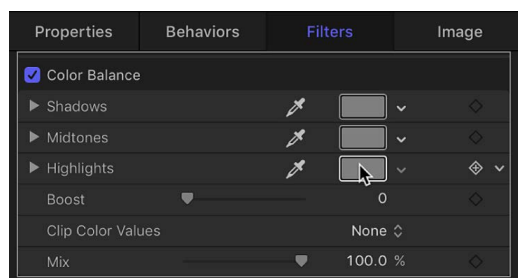 Properties Behaviors Filters Image
Color Balance
Shadows
Midtones
Highlights
Boost 0
Clip Color Values None
Mix 100.0 %